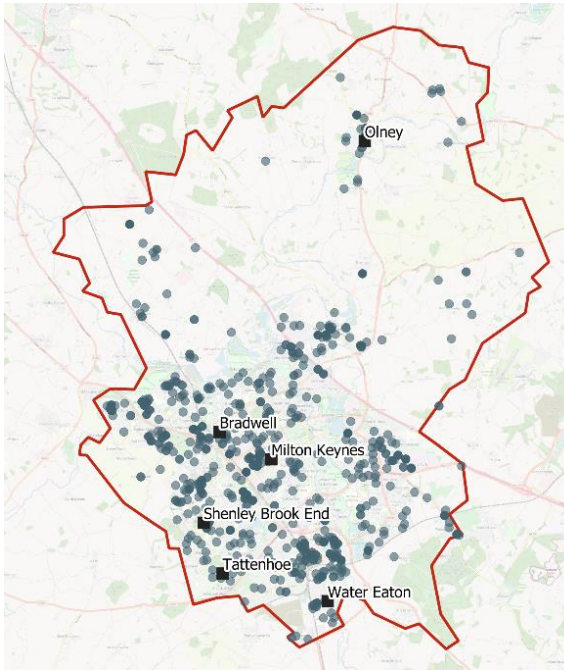 Olney
Bradwell
Milton Keynes
Shenley Brook End
Tattenhoe
Water Eaton